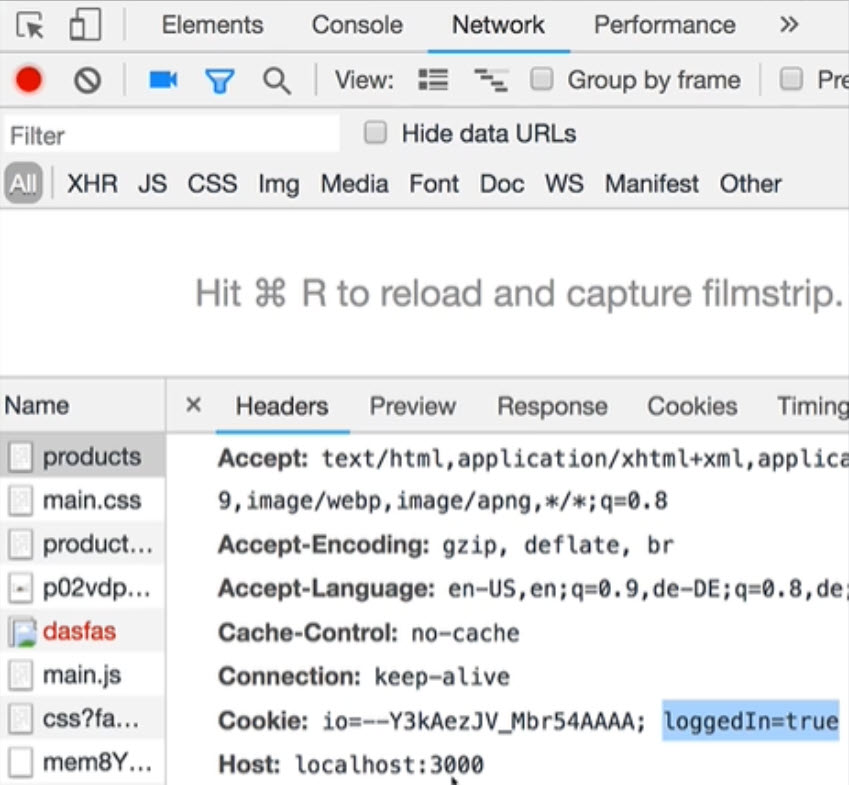 Elements Console Network Performance »
View: Group by frame Pre
Filter Hide data URLs
All XHR JS CSS Img Media Font Doc WS Manifest Other
Hit ⌘ R to reload and capture filmstrip.
Name × Headers Preview Response Cookies Timing
products Accept: text/html,application/xhtml+xml,applica
main.css 9,image/webp,image/apng,*/*;q=0.8
product... Accept-Encoding: gzip, deflate, br
p02vdp... Accept-Language: en-US,en;q=0.9,de-DE;q=0.8,de;
dasfas Cache-Control: no-cache
main.js Connection: keep-alive
css?fa... Cookie: io=--Y3kAezJV_Mbr54AAAA; loggedIn=true
mem8Y... Host: localhost:3000